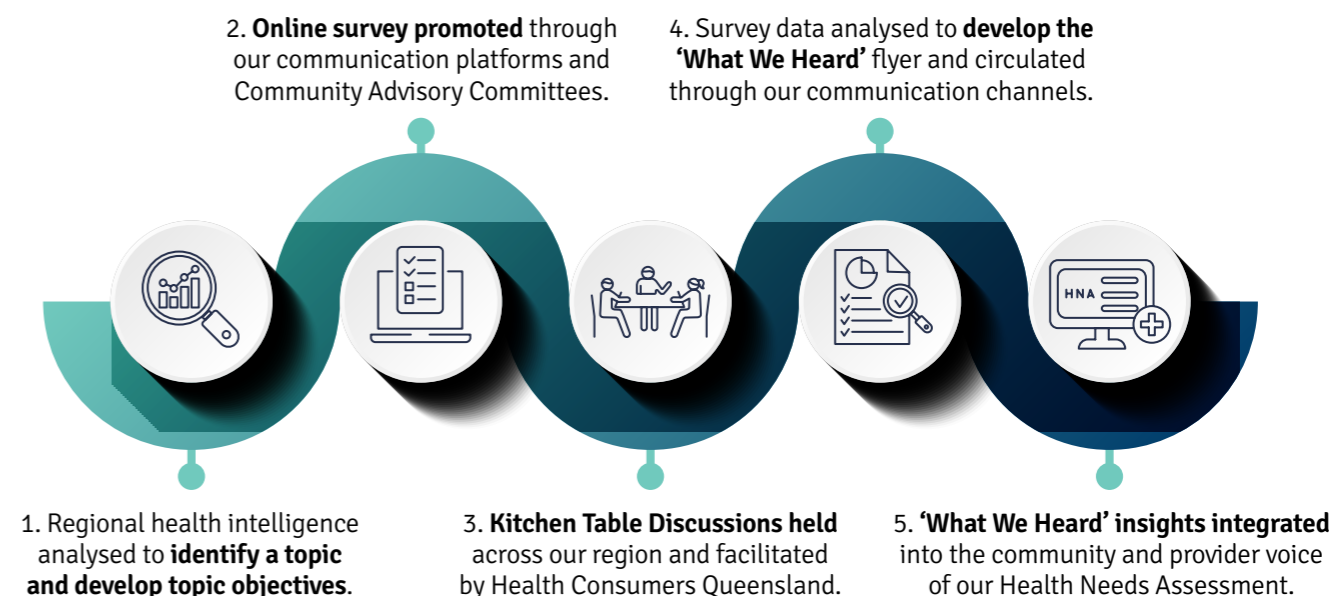 2. Online survey promoted through
our communication platforms and
Community Advisory Committees.
4. Survey data analysed to develop the
‘What We Heard’ flyer and circulated
through our communication channels.
HNA
1. Regional health intelligence
analysed to identify a topic
and develop topic objectives.
3. Kitchen Table Discussions held
across our region and facilitated
by Health Consumers Queensland.
5. ‘What We Heard’ insights integrated
into the community and provider voice
of our Health Needs Assessment.